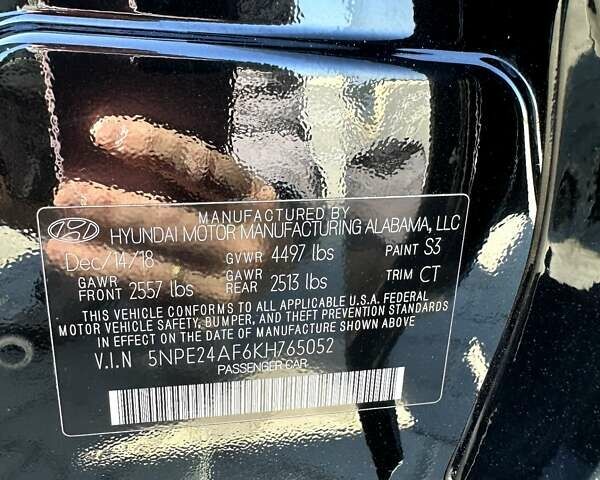 MANUFACTURED BY
HYUNDAI MOTOR MANUFACTURING ALABAMA, LLC
Dec/14/18 GVWR 4497 lbs PAINT S3
GAWR FRONT 2557 lbs GAWR REAR 2513 lbs TRIM CT
THIS VEHICLE CONFORMS TO ALL APPLICABLE U.S.A. FEDERAL
MOTOR VEHICLE SAFETY, BUMPER, AND THEFT PREVENTION STANDARDS
IN EFFECT ON THE DATE OF MANUFACTURE SHOWN ABOVE
V.I.N 5NPE24AF6KH765052
PASSENGER CAR